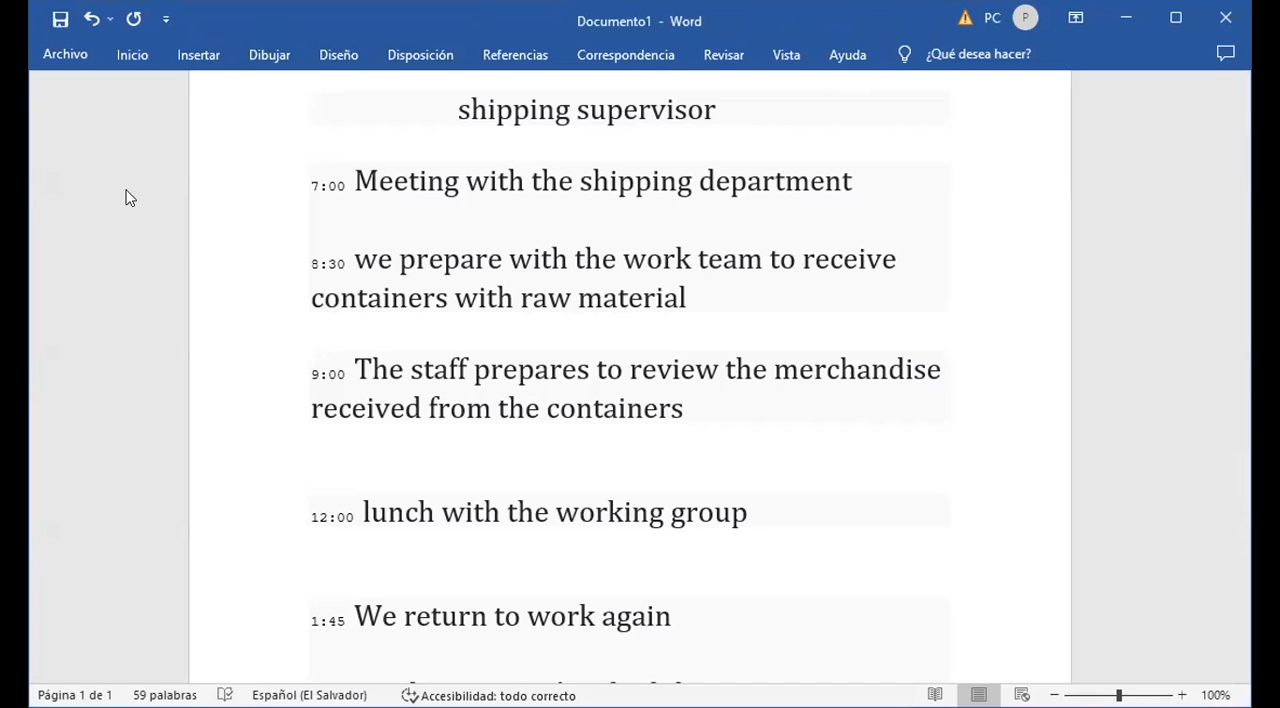 Documento1 - Word
PC
P
Archivo
Inicio
Insertar
Dibujar
Diseño
Disposición
Referencias
Correspondencia
Revisar
Vista
Ayuda
¿Qué desea hacer?
shipping supervisor
7:00 Meeting with the shipping department
8:30 we prepare with the work team to receive
containers with raw material
9:00 The staff prepares to review the merchandise
received from the containers
12:00 lunch with the working group
1:45 We return to work again
Página 1 de 1
59 palabras
Español (El Salvador)
Accesibilidad: todo correcto
100%